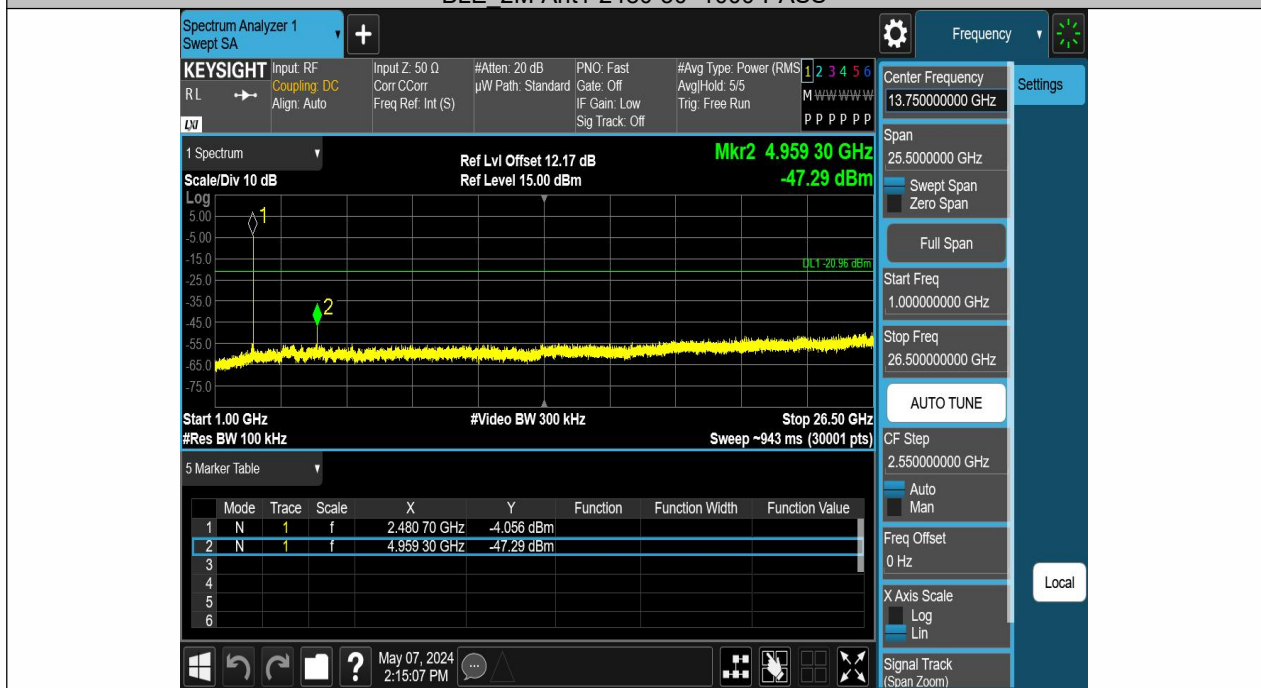 Spectrum Analyzer 1
Swept SA
+
Frequency
KEYSIGHT
RL
LXI
Input: RF
Coupling: DC
Align: Auto
Input Z: 50 Ω
Corr CCorr
Freq Ref: Int (S)
#Atten: 20 dB
µW Path: Standard
PNO: Fast
Gate: Off
IF Gain: Low
Sig Track: Off
#Avg Type: Power (RMS
Avg|Hold: 5/5
Trig: Free Run
1 2 3 4 5 6
M W W W W W
P P P P P P
1 Spectrum
Scale/Div 10 dB
Ref Lvl Offset 12.17 dB
Ref Level 15.00 dBm
Mkr2 4.959 30 GHz
-47.29 dBm
Log
5.00
-5.00
-15.0
-25.0
-35.0
-45.0
-55.0
-65.0
-75.0
1
2
DL1 -20.96 dBm
Start 1.00 GHz
#Video BW 300 kHz
Stop 26.50 GHz
#Res BW 100 kHz
Sweep ~943 ms (30001 pts)
5 Marker Table
Mode Trace Scale X Y Function Function Width Function Value
1 N 1 f 2.480 70 GHz -4.056 dBm
2 N 1 f 4.959 30 GHz -47.29 dBm
3
4
5
6
?
May 07, 2024
2:15:07 PM
Center Frequency
13.750000000 GHz
Settings
Span
25.5000000 GHz
Swept Span
Zero Span
Full Span
Start Freq
1.000000000 GHz
Stop Freq
26.500000000 GHz
AUTO TUNE
CF Step
2.550000000 GHz
Auto
Man
Freq Offset
0 Hz
X Axis Scale
Log
Lin
Local
Signal Track
(Span Zoom)